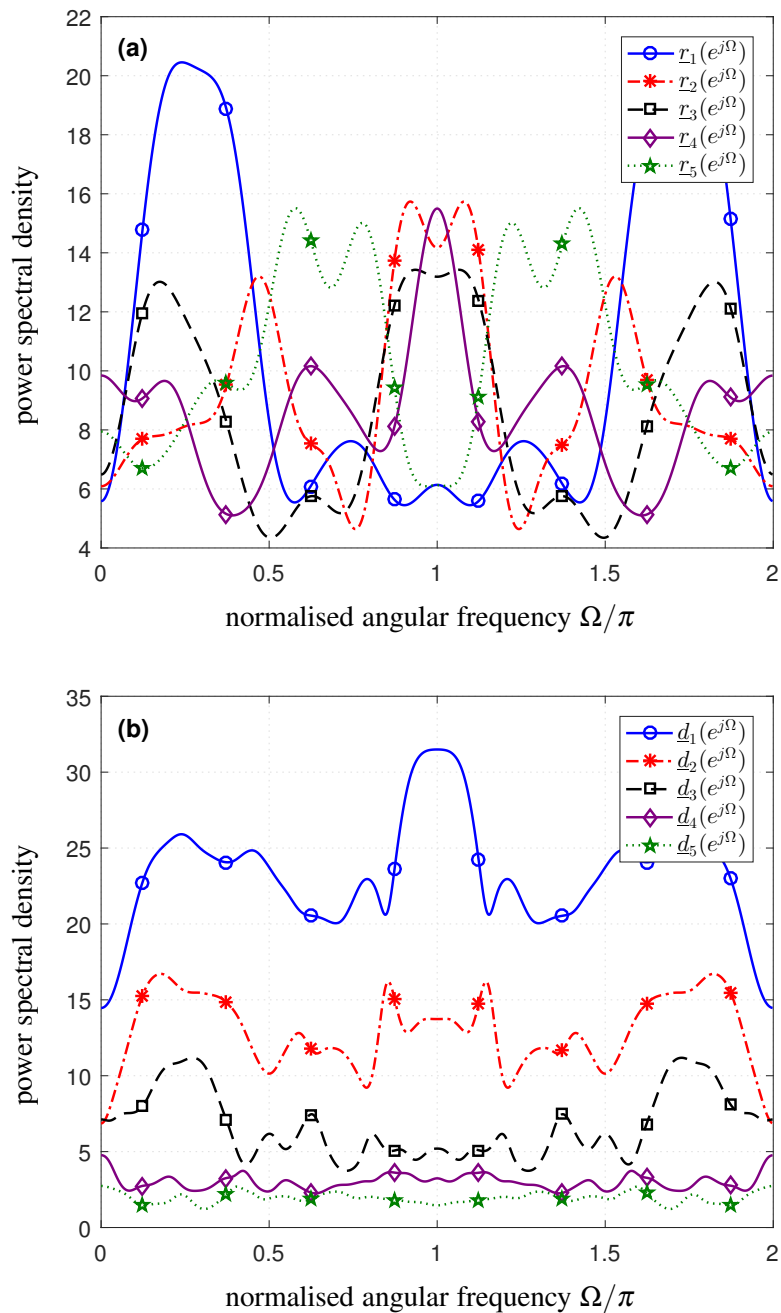 (a)
r₁(e^{jΩ})
r₂(e^{jΩ})
r₃(e^{jΩ})
r₄(e^{jΩ})
r₅(e^{jΩ})
22
20
18
16
14
12
10
8
6
4
power spectral density
0 0.5 1 1.5 2
normalised angular frequency Ω/π
(b)
d₁(e^{jΩ})
d₂(e^{jΩ})
d₃(e^{jΩ})
d₄(e^{jΩ})
d₅(e^{jΩ})
35
30
25
20
15
10
5
0
power spectral density
0 0.5 1 1.5 2
normalised angular frequency Ω/π